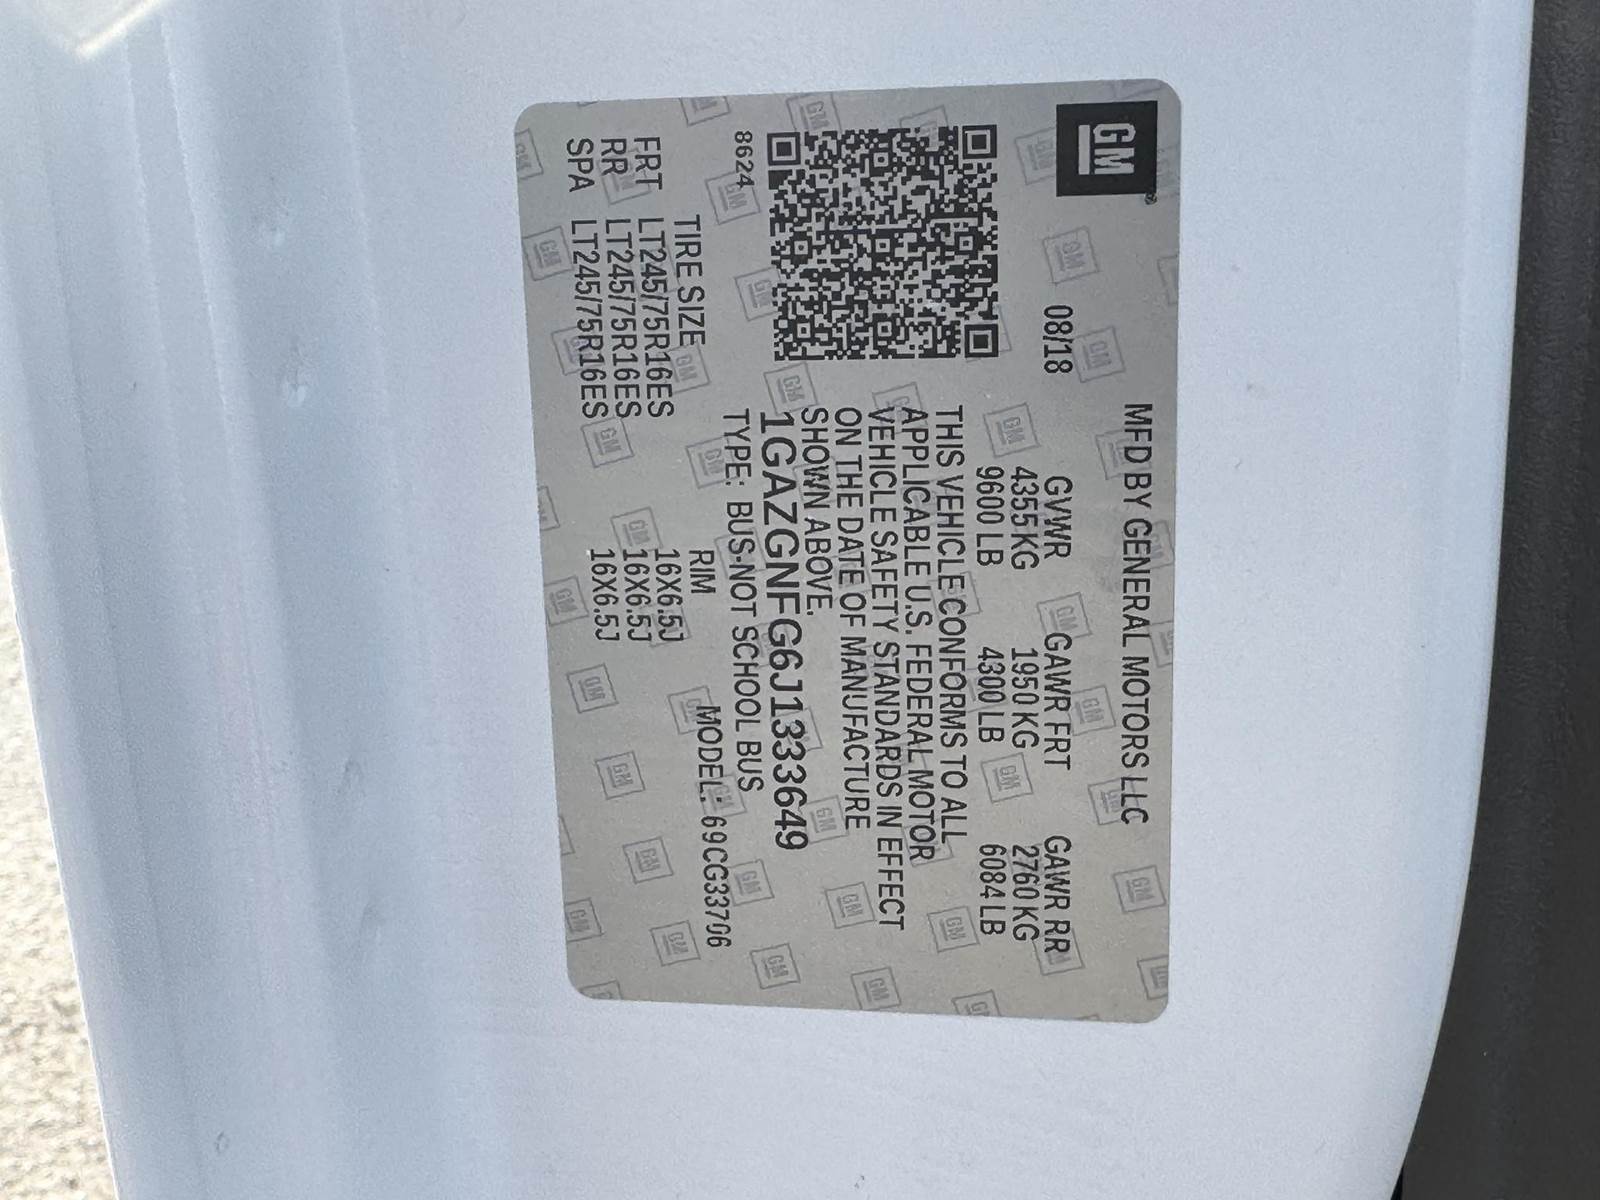 GM
MFD BY GENERAL MOTORS LLC
08/18 GVWR GAWR FRT GAWR RR
4355 KG 1950 KG 2760 KG
9600 LB 4300 LB 6084 LB
THIS VEHICLE CONFORMS TO ALL
APPLICABLE U.S. FEDERAL MOTOR
VEHICLE SAFETY STANDARDS IN EFFECT
ON THE DATE OF MANUFACTURE
SHOWN ABOVE.
1GAZGNFG6J1333649
8624 TYPE: BUS-NOT SCHOOL BUS
MODEL: 69CG33706
TIRE SIZE RIM
FRT LT245/75R16ES 16X6.5J
RR LT245/75R16ES 16X6.5J
SPA LT245/75R16ES 16X6.5J